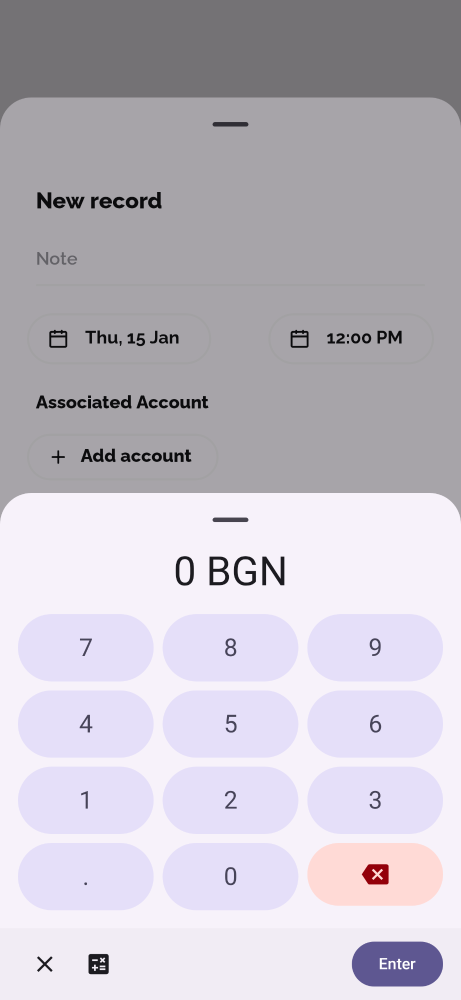 New record
Note
Thu, 15 Jan 12:00 PM
Associated Account
Add account
0 BGN
7 8 9
4 5 6
1 2 3
. 0
Enter